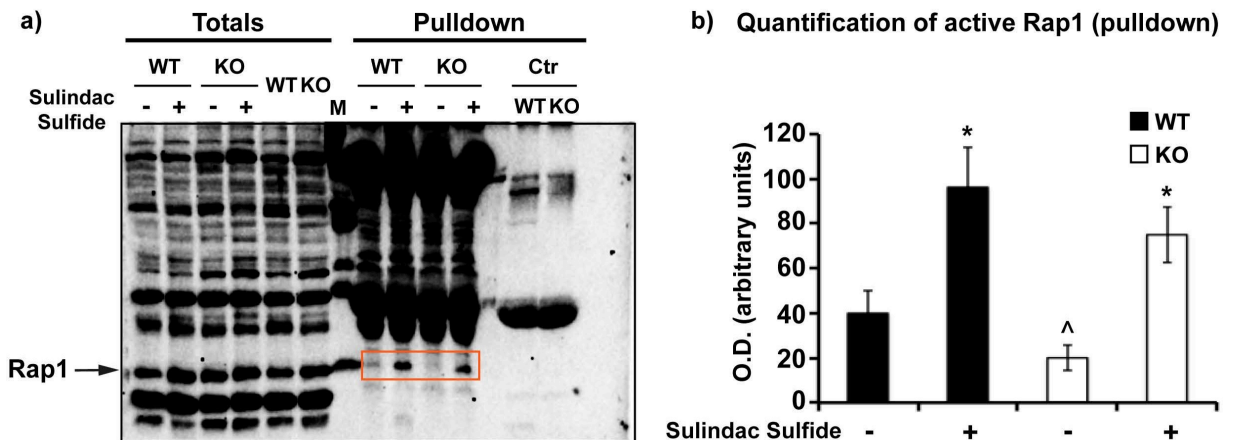 a)
Totals
Pulldown
WT KO WT KO WT KO Ctr
Sulindac Sulfide
- + - + M - + - + WT KO
Rap1
b) Quantification of active Rap1 (pulldown)
WT
KO
O.D. (arbitrary units)
120
100
80
60
40
20
0
*
^
*
Sulindac Sulfide - + - +